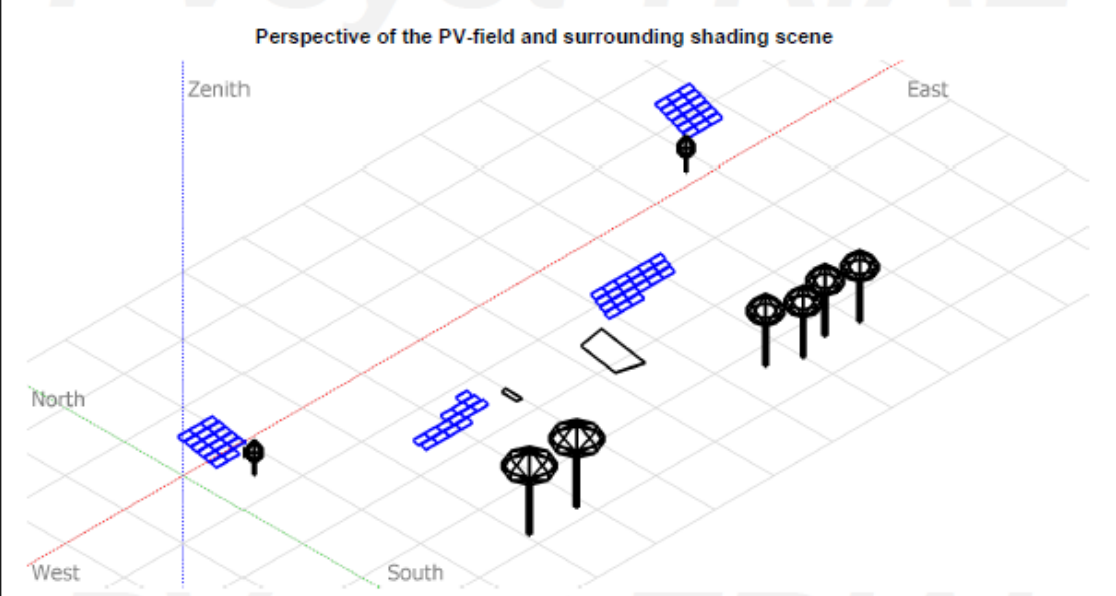 Perspective of the PV-field and surrounding shading scene
Zenith
East
North
West
South